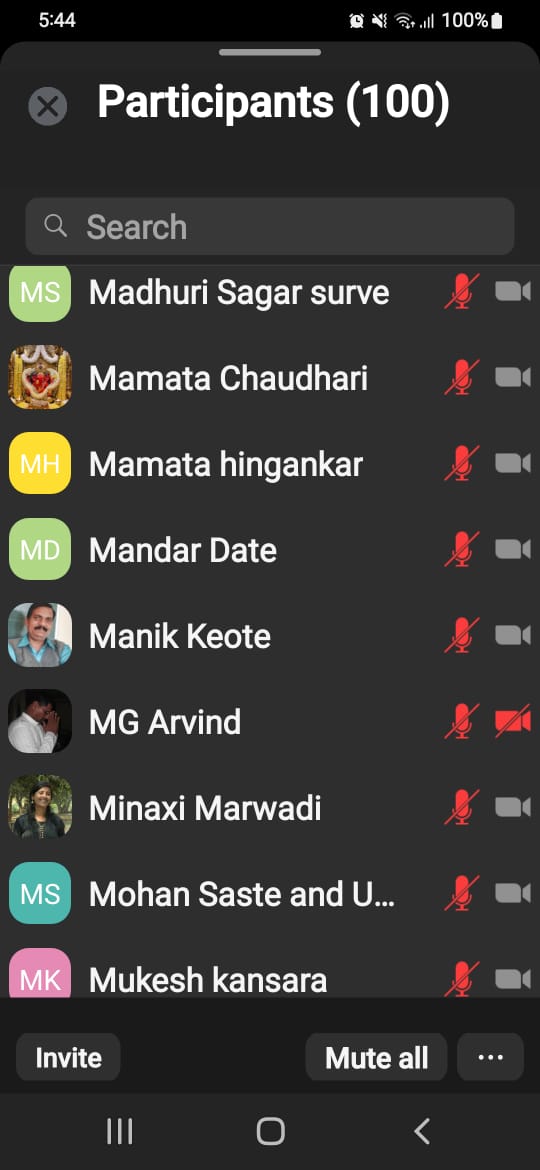 5:44 100%
Participants (100)
Search
MS Madhuri Sagar surve
Mamata Chaudhari
MH Mamata hingankar
MD Mandar Date
Manik Keote
MG Arvind
Minaxi Marwadi
MS Mohan Saste and U...
MK Mukesh kansara
Invite Mute all ...